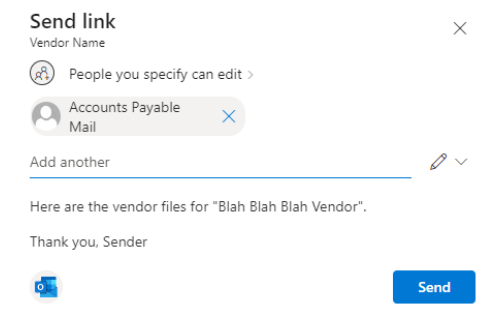 Send link
Vendor Name
People you specify can edit >
Accounts Payable
Mail
Add another
Here are the vendor files for "Blah Blah Blah Vendor".
Thank you, Sender
Send